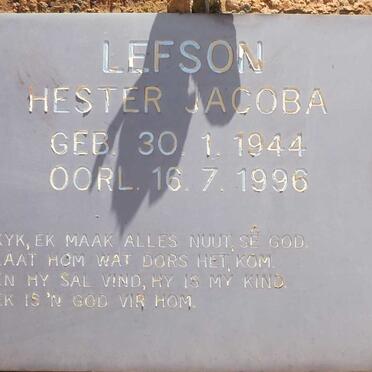 LEFSON
HESTER JACOBA
GEB. 30. 1. 1944
OORL. 16. 7. 1996
KYK, EK MAAK ALLES NUUT, SÊ GOD.
LAAT HOM WAT DORS HET, KOM.
EN HY SAL VIND, HY IS MY KIND.
EK IS 'N GOD VIR HOM.